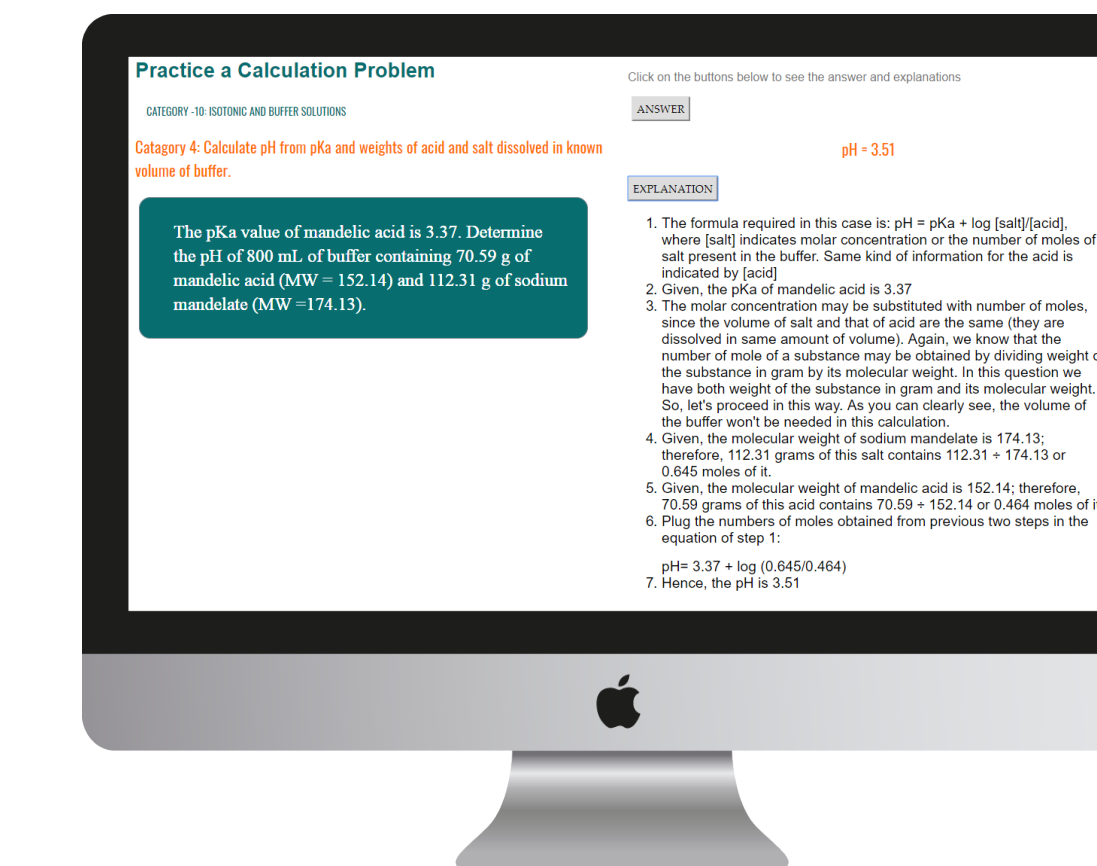 Practice a Calculation Problem
CATEGORY -10: ISOTONIC AND BUFFER SOLUTIONS
Catagory 4: Calculate pH from pKa and weights of acid and salt dissolved in known
volume of buffer.
The pKa value of mandelic acid is 3.37. Determine
the pH of 800 mL of buffer containing 70.59 g of
mandelic acid (MW = 152.14) and 112.31 g of sodium
mandelate (MW =174.13).
Click on the buttons below to see the answer and explanations
ANSWER
pH = 3.51
EXPLANATION
1. The formula required in this case is: pH = pKa + log [salt]/[acid],
where [salt] indicates molar concentration or the number of moles of
salt present in the buffer. Same kind of information for the acid is
indicated by [acid]
2. Given, the pKa of mandelic acid is 3.37
3. The molar concentration may be substituted with number of moles,
since the volume of salt and that of acid are the same (they are
dissolved in same amount of volume). Again, we know that the
number of mole of a substance may be obtained by dividing weight
the substance in gram by its molecular weight. In this question we
have both weight of the substance in gram and its molecular weight.
So, let's proceed in this way. As you can clearly see, the volume of
the buffer won't be needed in this calculation.
4. Given, the molecular weight of sodium mandelate is 174.13;
therefore, 112.31 grams of this salt contains 112.31 ÷ 174.13 or
0.645 moles of it.
5. Given, the molecular weight of mandelic acid is 152.14; therefore,
70.59 grams of this acid contains 70.59 ÷ 152.14 or 0.464 moles of
6. Plug the numbers of moles obtained from previous two steps in the
equation of step 1:
pH= 3.37 + log (0.645/0.464)
7. Hence, the pH is 3.51